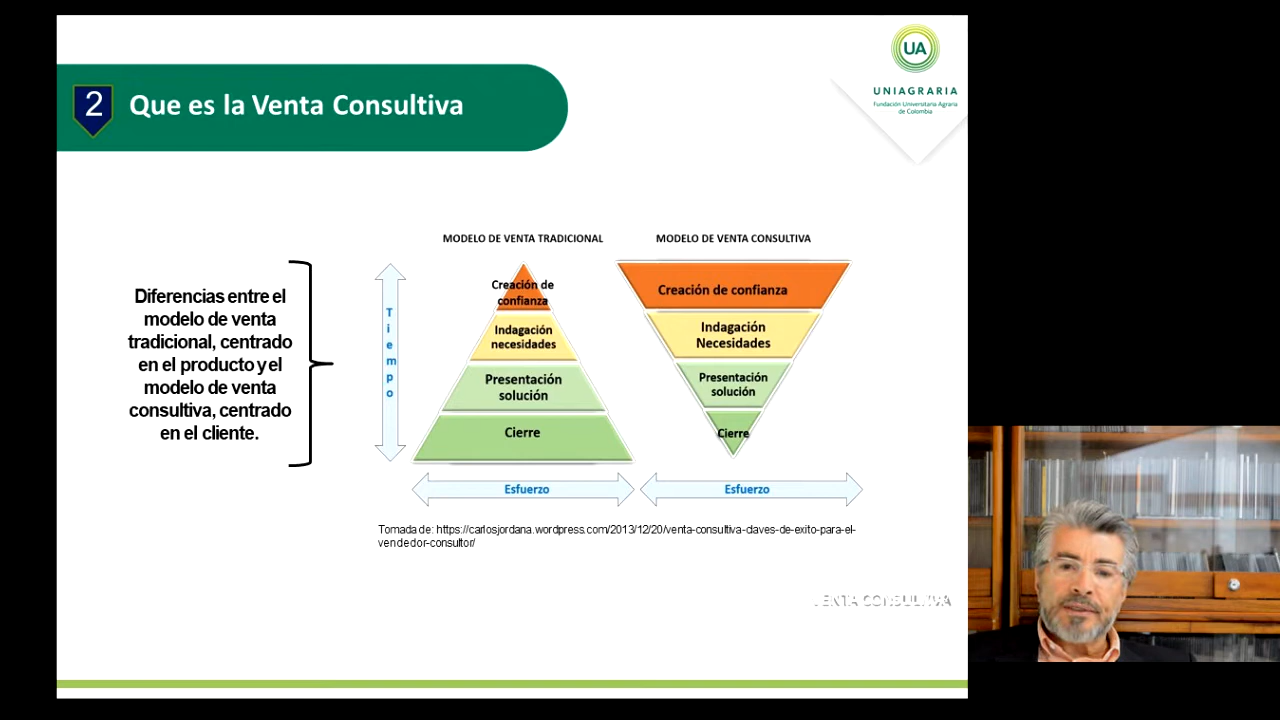 UA
UNIAGRARIA
Fundación Universitaria Agraria
de Colombia
2
Que es la Venta Consultiva
MODELO DE VENTA TRADICIONAL
MODELO DE VENTA CONSULTIVA
Diferencias entre el
modelo de venta
tradicional, centrado
en el producto y el
modelo de venta
consultiva, centrado
en el cliente.
Tiempo
Creación de
confianza
Indagación
necesidades
Presentación
solución
Cierre
Creación de confianza
Indagación
Necesidades
Presentación
solución
Cierre
Esfuerzo
Esfuerzo
Tomada de: https://carlosjordana.wordpress.com/2013/12/20/venta-consultiva-claves-de-exito-para-el-
vendedor-consultor/
VENTA CONSULTIVA